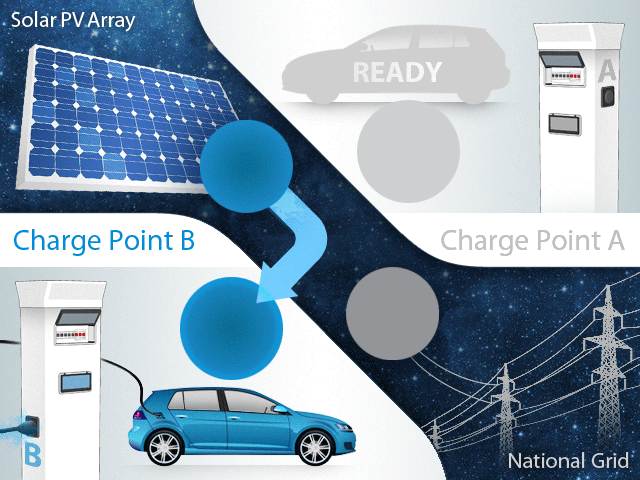 Solar PV Array
READY
A
Charge Point B
Charge Point A
B
National Grid